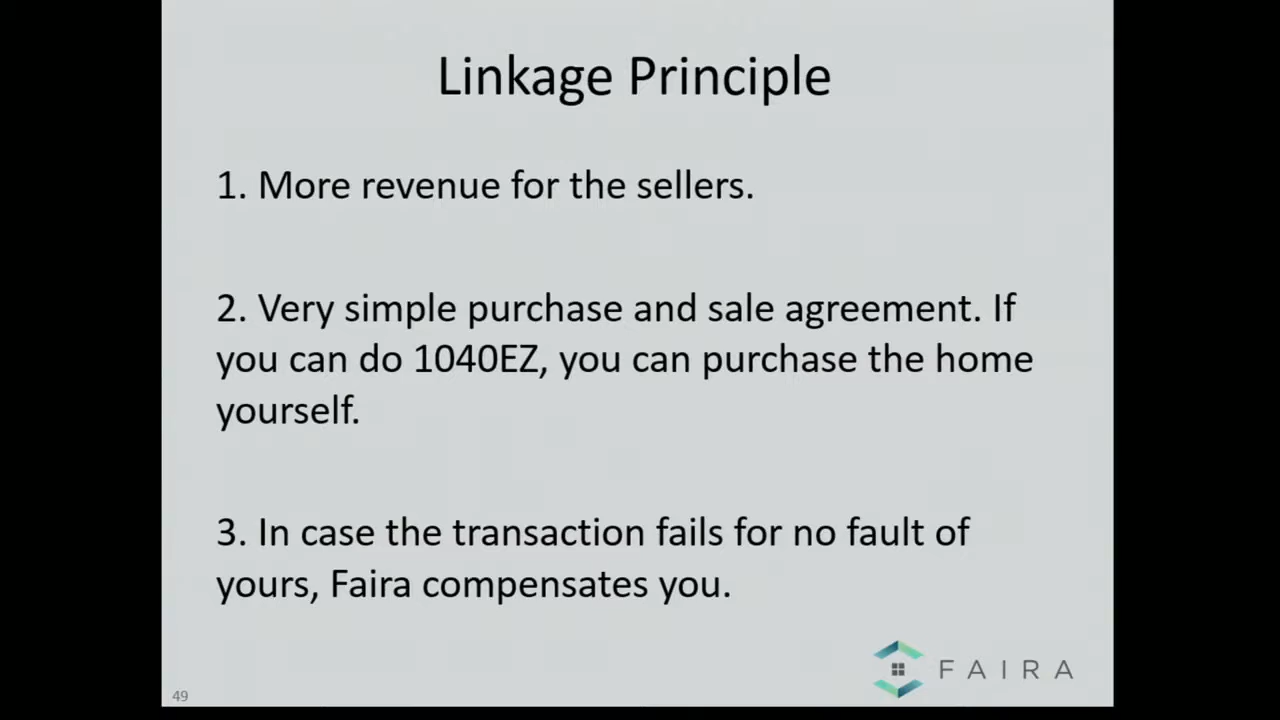 Linkage Principle
1. More revenue for the sellers.
2. Very simple purchase and sale agreement. If
you can do 1040EZ, you can purchase the home
yourself.
3. In case the transaction fails for no fault of
yours, Faira compensates you.
FAIRA
49